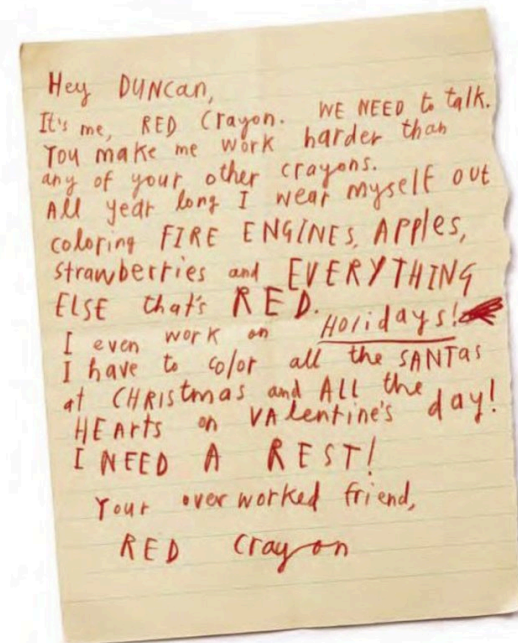 Hey DUNCan,
It's me, RED Crayon. WE NEED to talk.
You make me work harder than
any of your other crayons.
All year long I wear myself out
coloring FIRE ENGINES, APples,
strawberries and EVERYTHING
ELSE that's RED.
I even work on Holidays!
I have to color all the SANTas
at CHRIStmas and ALL the
HEArts on VAlentine's day!
I NEED A REST!
Your overworked friend,
RED Crayon